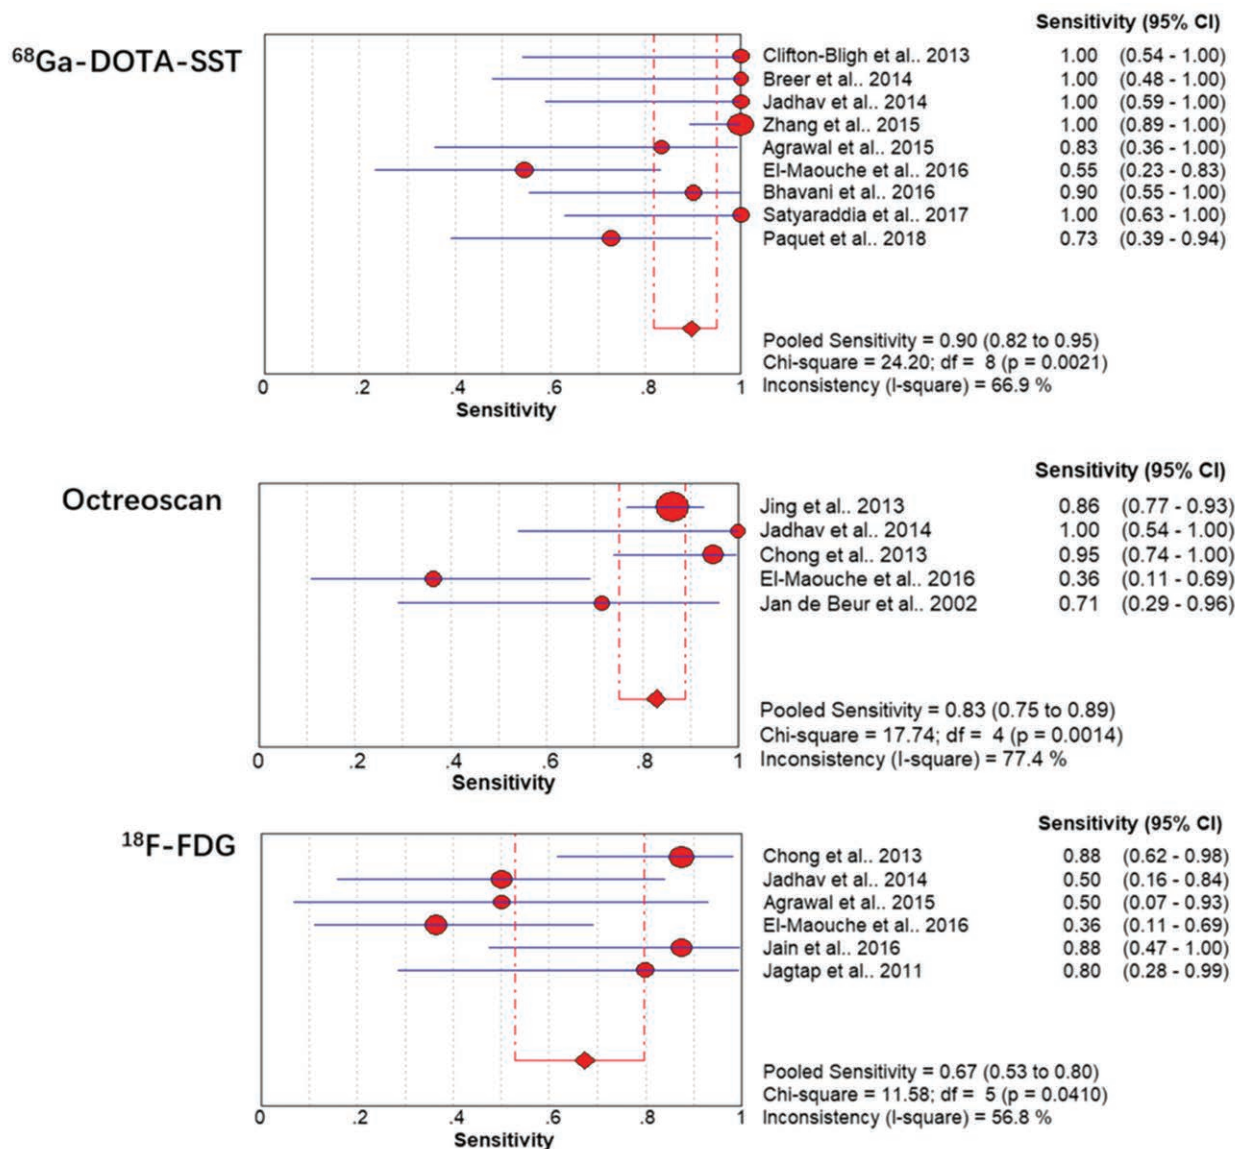 Sensitivity (95% CI)
⁶⁸Ga-DOTA-SST
Clifton-Bligh et al.. 2013 1.00 (0.54 - 1.00)
Breer et al.. 2014 1.00 (0.48 - 1.00)
Jadhav et al.. 2014 1.00 (0.59 - 1.00)
Zhang et al.. 2015 1.00 (0.89 - 1.00)
Agrawal et al.. 2015 0.83 (0.36 - 1.00)
El-Maouche et al.. 2016 0.55 (0.23 - 0.83)
Bhavani et al.. 2016 0.90 (0.55 - 1.00)
Satyaraddia et al.. 2017 1.00 (0.63 - 1.00)
Paquet et al.. 2018 0.73 (0.39 - 0.94)
Pooled Sensitivity = 0.90 (0.82 to 0.95)
Chi-square = 24.20; df = 8 (p = 0.0021)
Inconsistency (I-square) = 66.9 %
0 .2 .4 .6 .8 1
Sensitivity
Sensitivity (95% CI)
Octreoscan
Jing et al.. 2013 0.86 (0.77 - 0.93)
Jadhav et al.. 2014 1.00 (0.54 - 1.00)
Chong et al.. 2013 0.95 (0.74 - 1.00)
El-Maouche et al.. 2016 0.36 (0.11 - 0.69)
Jan de Beur et al.. 2002 0.71 (0.29 - 0.96)
Pooled Sensitivity = 0.83 (0.75 to 0.89)
Chi-square = 17.74; df = 4 (p = 0.0014)
Inconsistency (I-square) = 77.4 %
0 .2 .4 .6 .8 1
Sensitivity
Sensitivity (95% CI)
¹⁸F-FDG
Chong et al.. 2013 0.88 (0.62 - 0.98)
Jadhav et al.. 2014 0.50 (0.16 - 0.84)
Agrawal et al.. 2015 0.50 (0.07 - 0.93)
El-Maouche et al.. 2016 0.36 (0.11 - 0.69)
Jain et al.. 2016 0.88 (0.47 - 1.00)
Jagtap et al.. 2011 0.80 (0.28 - 0.99)
Pooled Sensitivity = 0.67 (0.53 to 0.80)
Chi-square = 11.58; df = 5 (p = 0.0410)
Inconsistency (I-square) = 56.8 %
0 .2 .4 .6 .8 1
Sensitivity